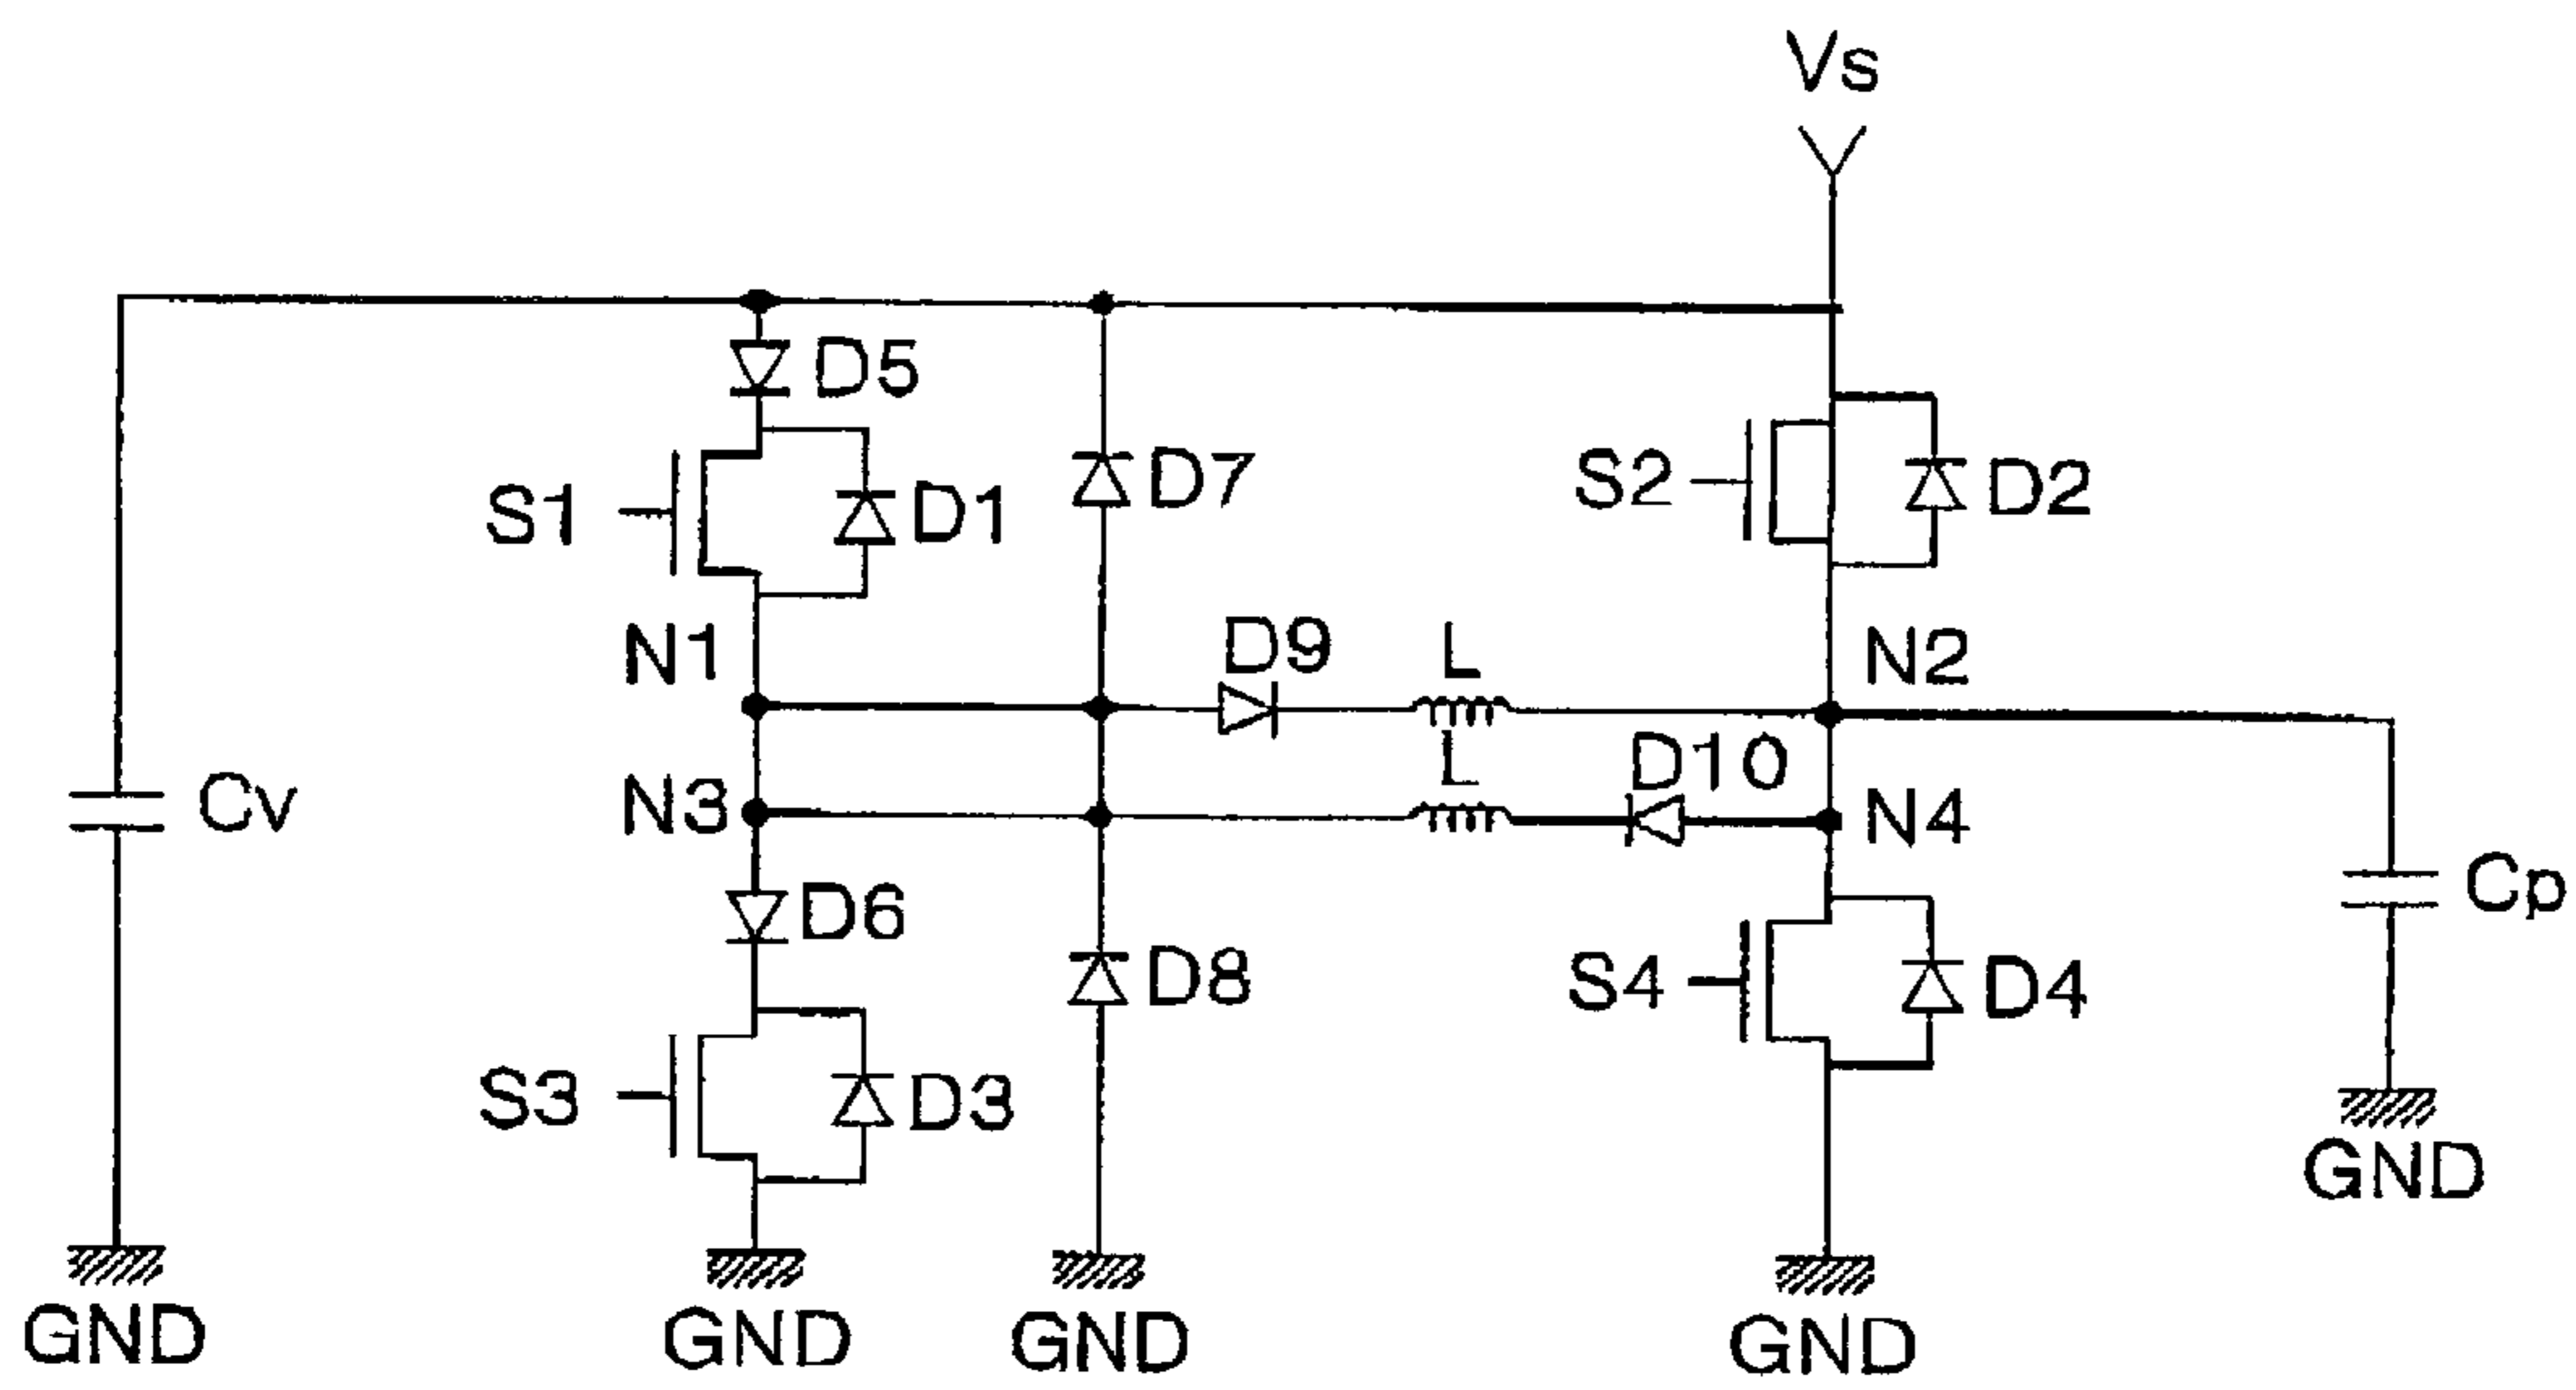 Vs
D5
S1
D1
D7
S2
D2
N1
D9
L
N2
Cv
N3
L
D10
N4
D6
D8
S4
D4
Cp
S3
D3
GND
GND
GND
GND
GND